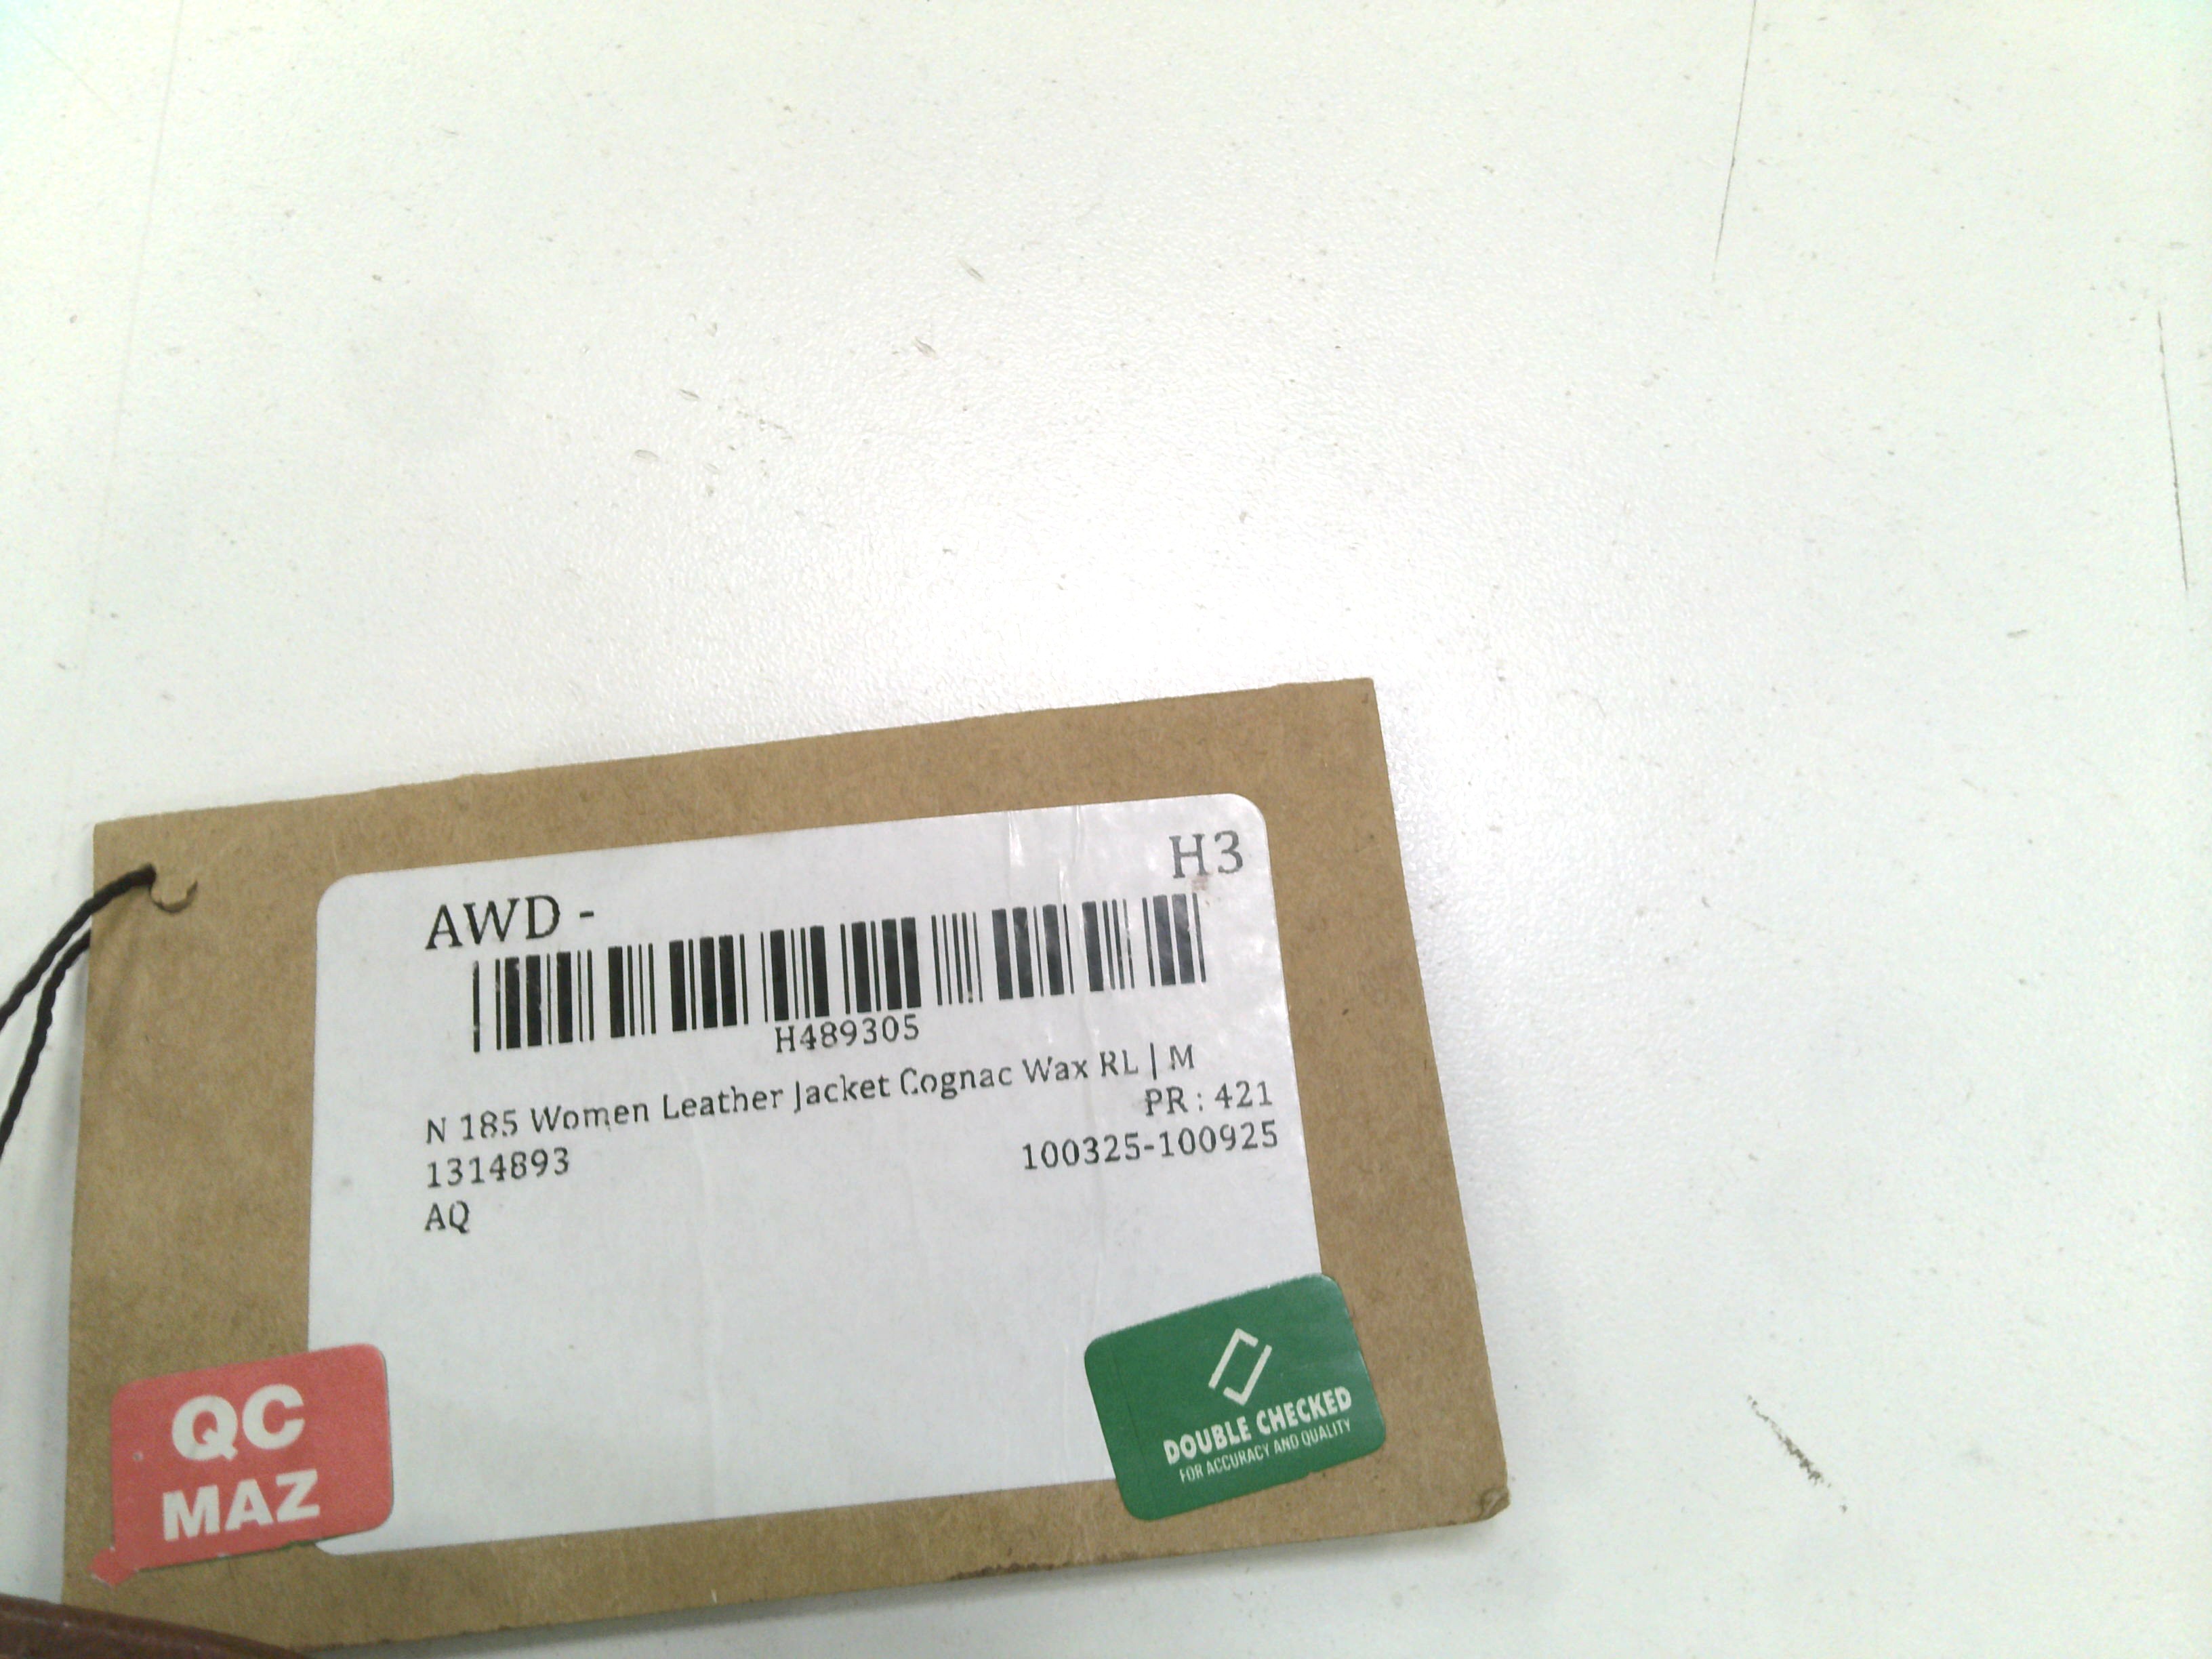 H3
AWD -
H489305
N 185 Women Leather Jacket Cognac Wax RL | M
PR : 421
1314893 100325-100925
AQ
QC
MAZ
DOUBLE CHECKED
FOR ACCURACY AND QUALITY